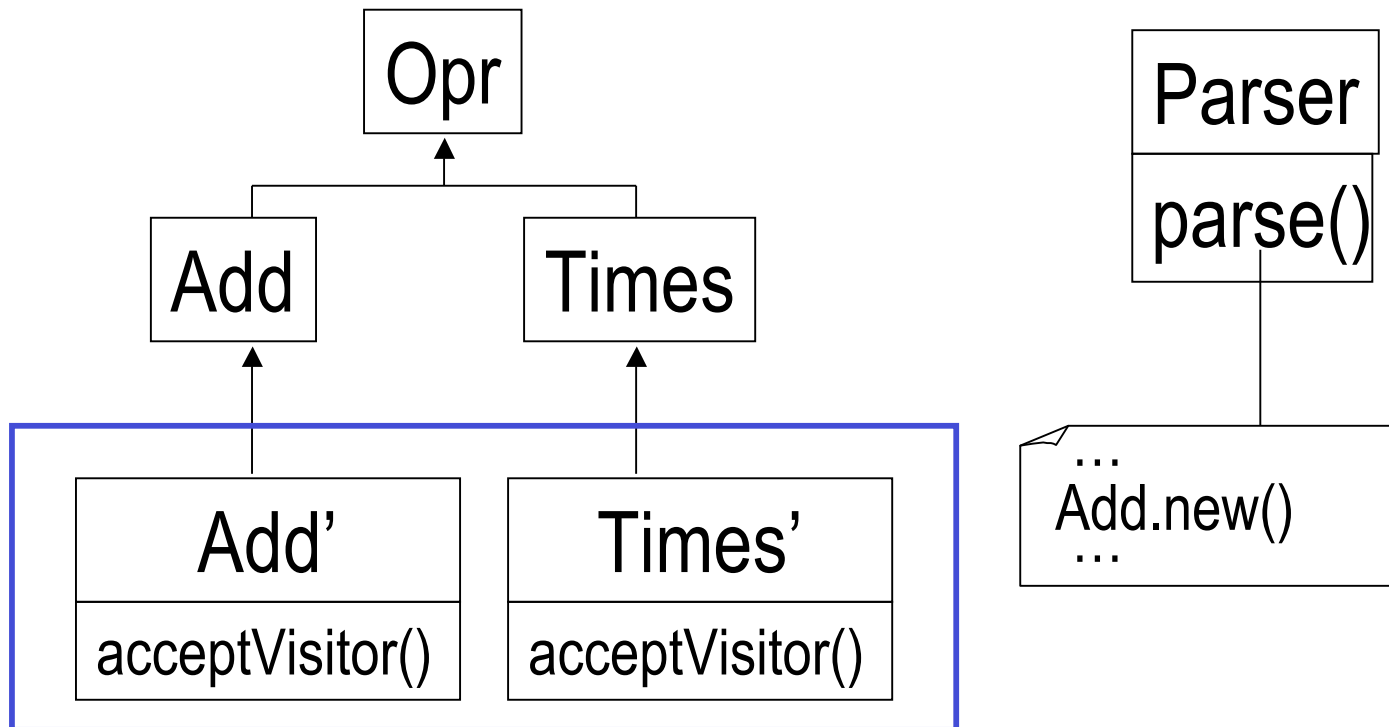 Opr
Add
Times
Add’
acceptVisitor()
Times’
acceptVisitor()
Parser
parse()
…
Add.new()
…